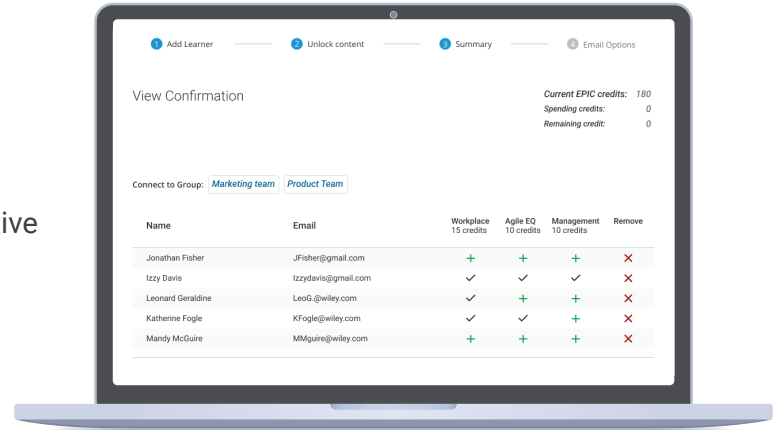 1 Add Learner 2 Unlock content 3 Summary 4 Email Options
View Confirmation
Current EPIC credits: 180
Spending credits: 0
Remaining credit: 0
tive
Connect to Group: Marketing team Product Team
Name Email Workplace 15 credits Agile EQ 10 credits Management 10 credits Remove
Jonathan Fisher JFisher@gmail.com
Izzy Davis Izzydavis@gmail.com
Leonard Geraldine LeoG.@wiley.com
Katherine Fogle KFogle@wiley.com
Mandy McGuire MMguire@wiley.com